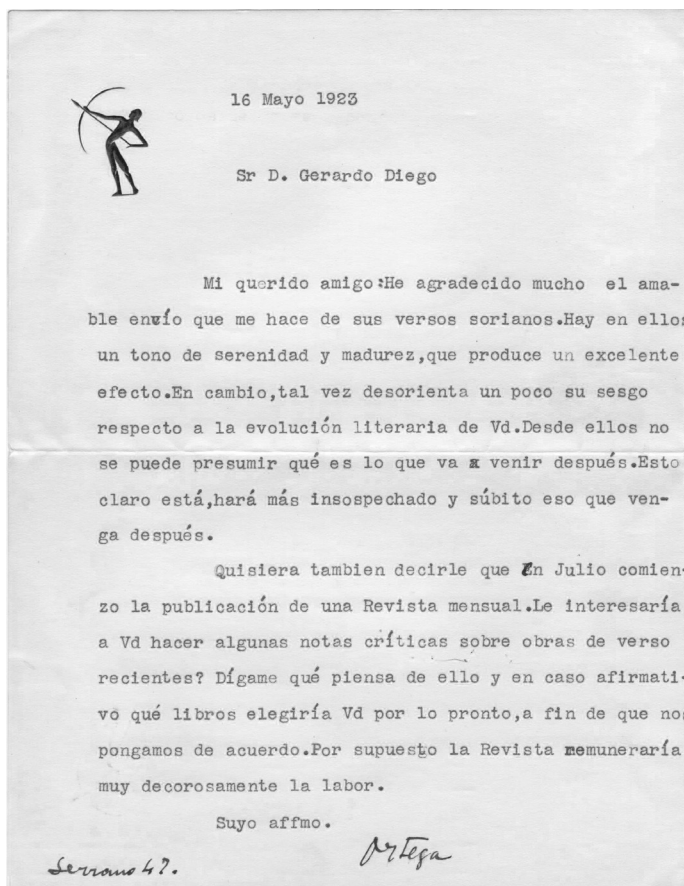 16 Mayo 1923
Sr D. Gerardo Diego
Mi querido amigo:He agradecido mucho el ama-
ble envío que me hace de sus versos sorianos.Hay en ellos
un tono de serenidad y madurez,que produce un excelente
efecto.En cambio,tal vez desorienta un poco su sesgo
respecto a la evolución literaria de Vd.Desde ellos no
se puede presumir qué es lo que va a venir después.Esto
claro está,hará más insospechado y súbito eso que ven-
ga después.
Quisiera tambien decirle que En Julio comien-
zo la publicación de una Revista mensual.Le interesaría
a Vd hacer algunas notas críticas sobre obras de verso
recientes? Dígame qué piensa de ello y en caso afirmati-
vo qué libros elegiría Vd por lo pronto,a fin de que nos
pongamos de acuerdo.Por supuesto la Revista remuneraría
muy decorosamente la labor.
Suyo affmo.
Ortega
Serrano 47.